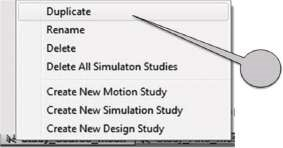 Duplicate
Rename
Delete
Delete All Simulaton Studies
Create New Motion Study
Create New Simulation Study
Create New Design Study